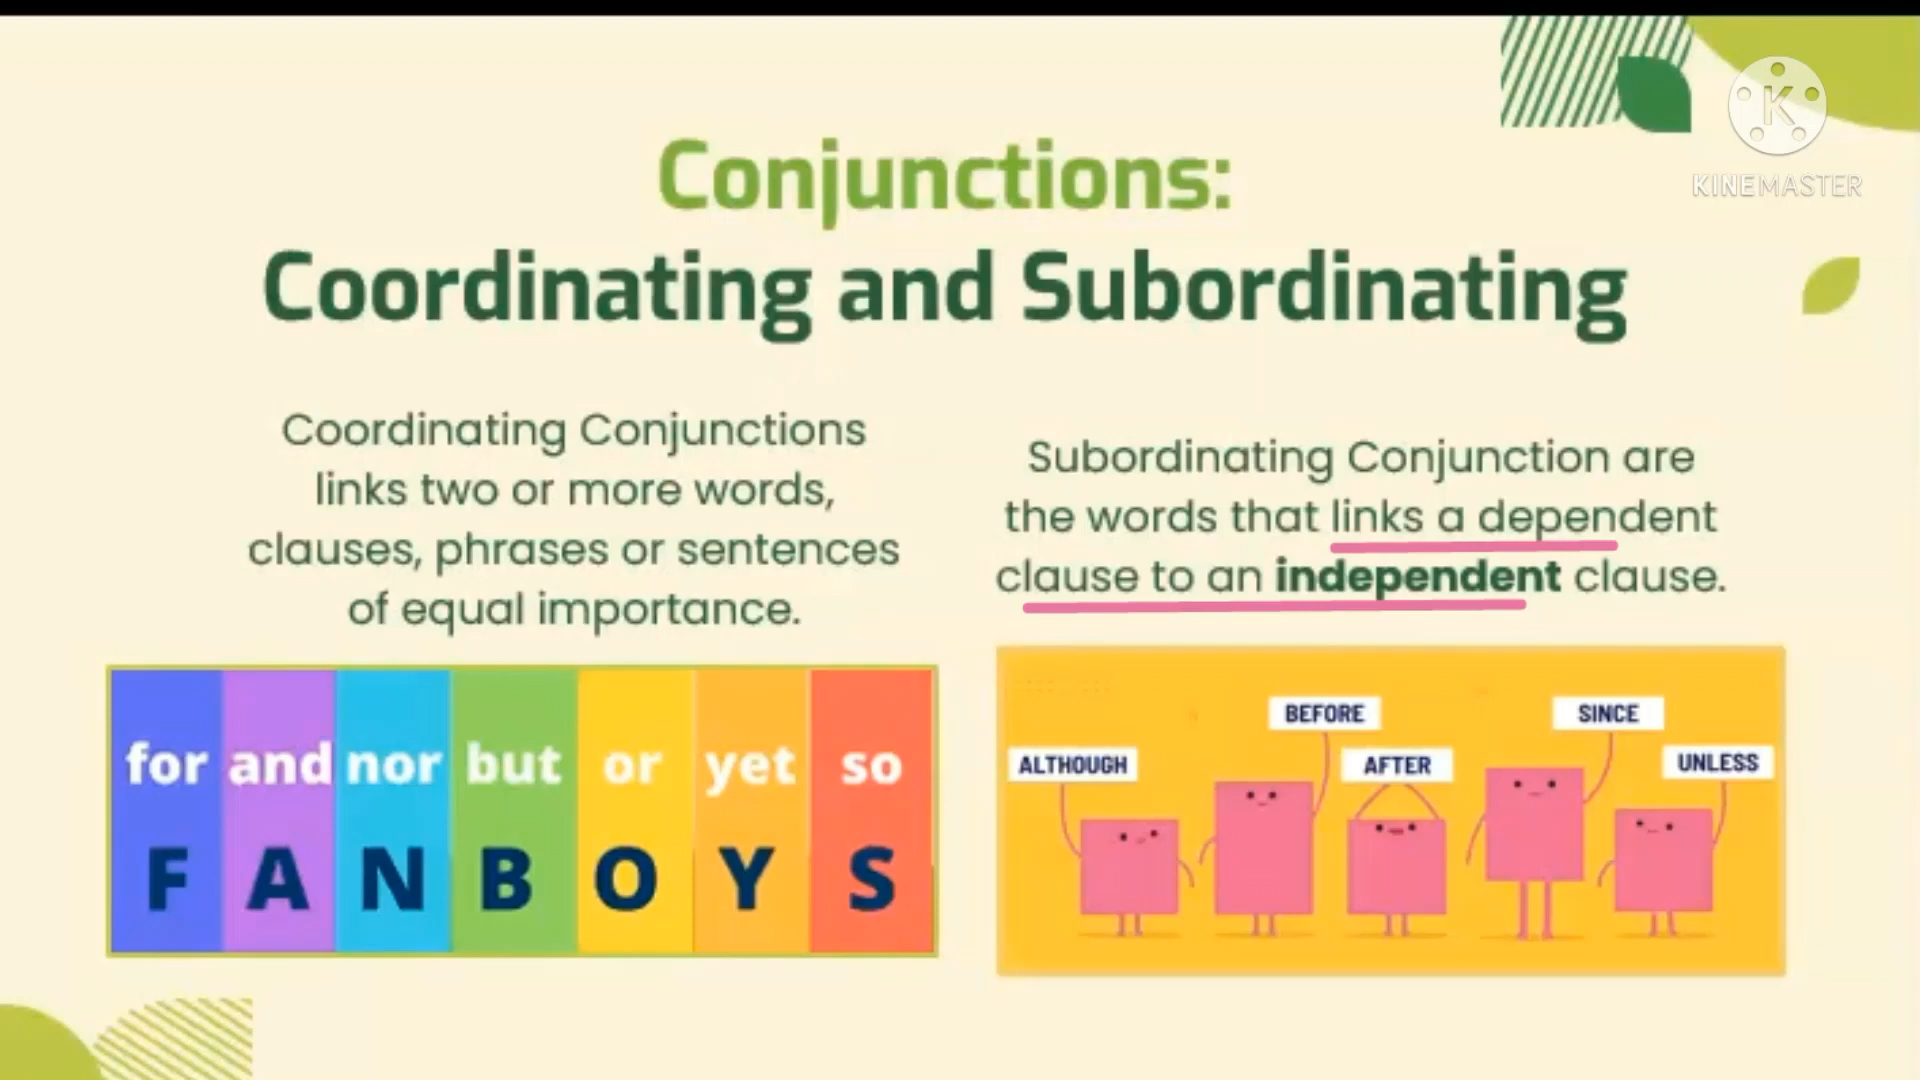 K
KINEMASTER
Conjunctions:
Coordinating and Subordinating
Coordinating Conjunctions
links two or more words,
clauses, phrases or sentences
of equal importance.
for and nor but or yet so
F A N B O Y S
Subordinating Conjunction are
the words that links a dependent
clause to an independent clause.
ALTHOUGH
BEFORE
AFTER
SINCE
UNLESS